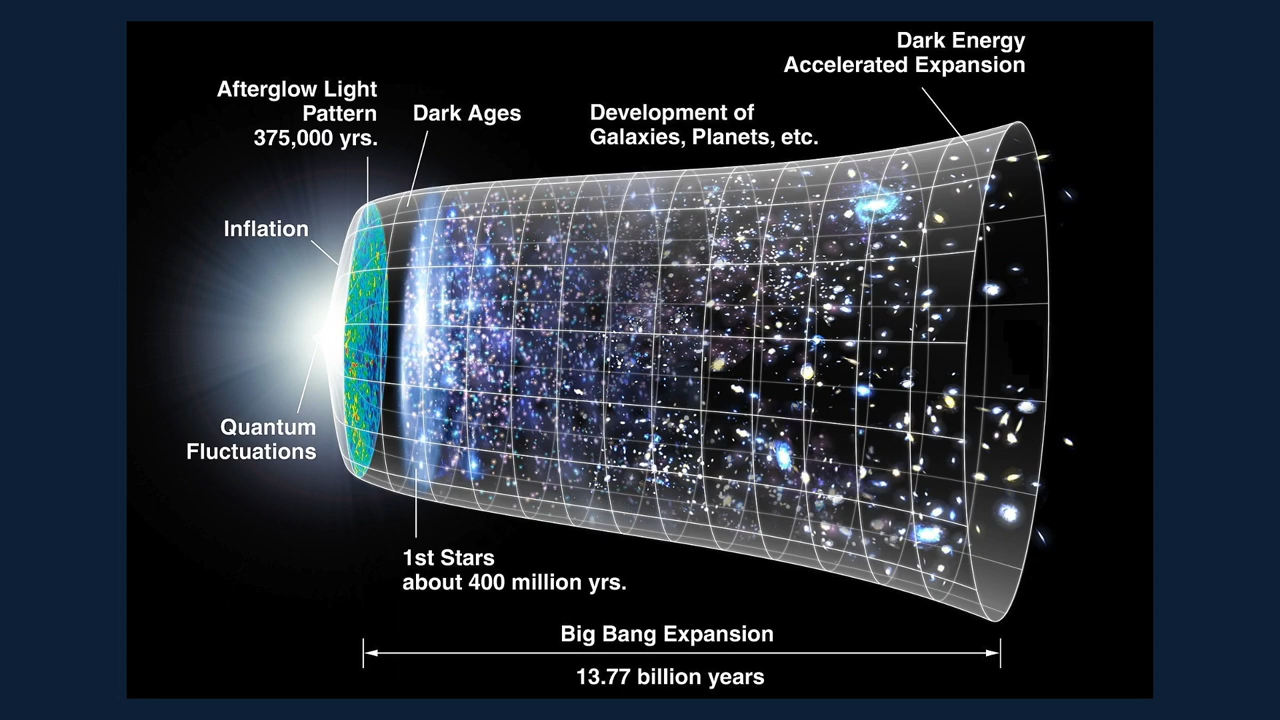 Dark Energy
Accelerated Expansion
Afterglow Light
Pattern
375,000 yrs.
Dark Ages
Development of
Galaxies, Planets, etc.
Inflation
Quantum
Fluctuations
1st Stars
about 400 million yrs.
Big Bang Expansion
13.77 billion years